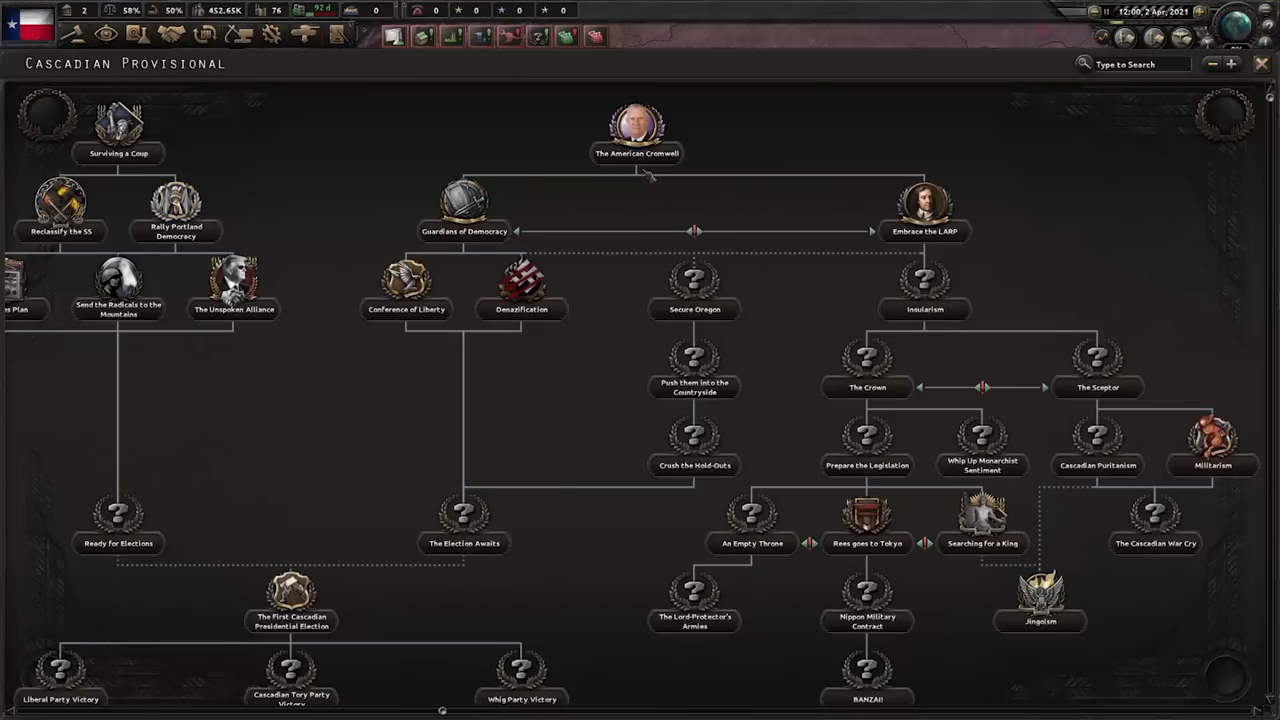 2
58%
50%
452.65K
76
92 d
0
0
0
0
0
12:00, 2 Apr, 2021
CASCADIAN PROVISIONAL
Type to Search
Surviving a Coup
The American Cromwell
Reclassify the SS
Rally Portland
Democracy
Guardians of Democracy
Embrace the LARP
es Plan
Send the Radicals to the
Mountains
The Unspoken Alliance
Conference of Liberty
Denazification
Secure Oregon
Insularism
Push them into the
Countryside
The Crown
The Sceptor
Crush the Hold-Outs
Prepare the Legislation
Whip Up Monarchist
Sentiment
Cascadian Puritanism
Militarism
Ready for Elections
The Election Awaits
An Empty Throne
Rees goes to Tokyo
Searching for a King
The Cascadian War Cry
The First Cascadian
Presidential Election
The Lord-Protector's
Armies
Nippon Military
Contract
Jingoism
Liberal Party Victory
Cascadian Tory Party
Victory
Whig Party Victory
BANZAI!